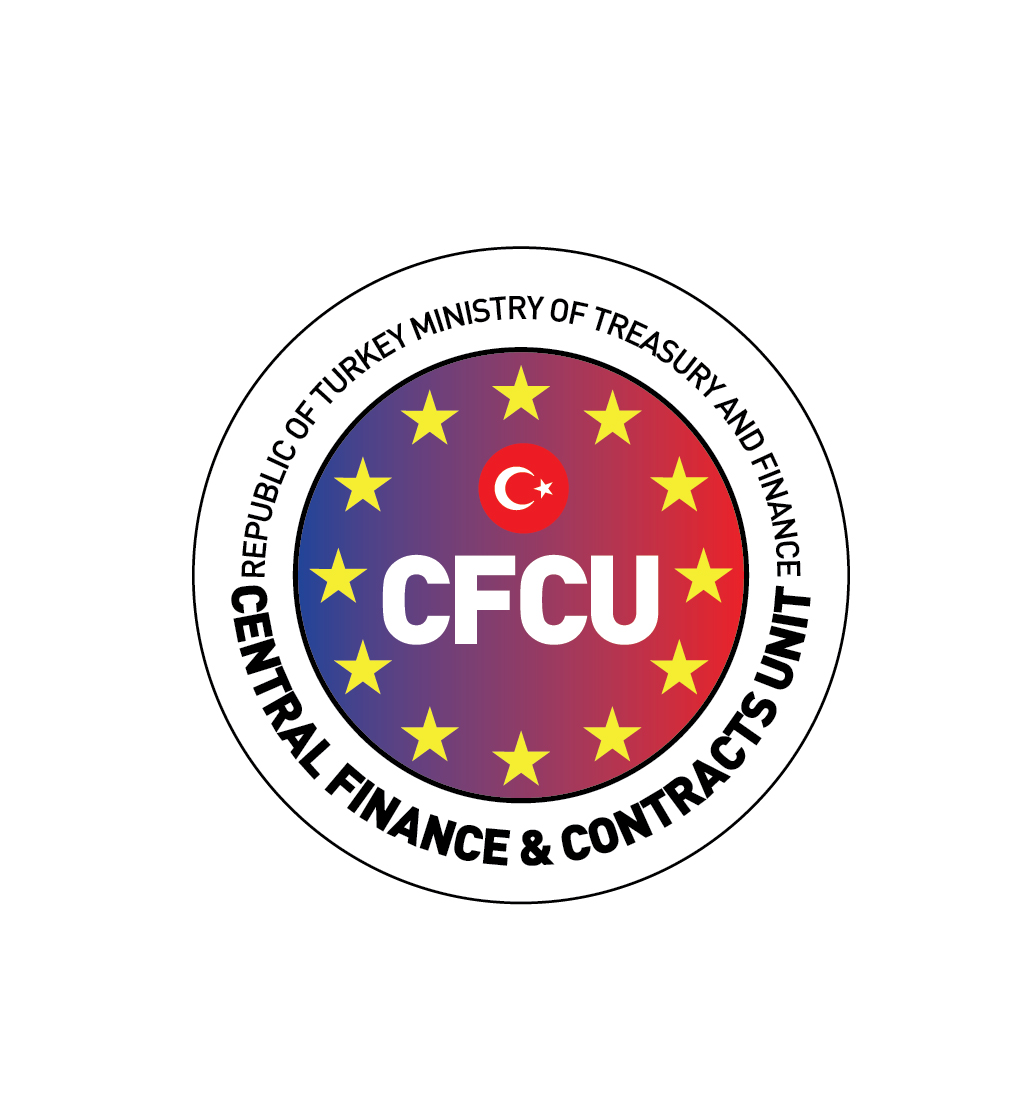 REPUBLIC OF TURKEY MINISTRY OF TREASURY AND FINANCE
CFCU
CENTRAL FINANCE & CONTRACTS UNIT